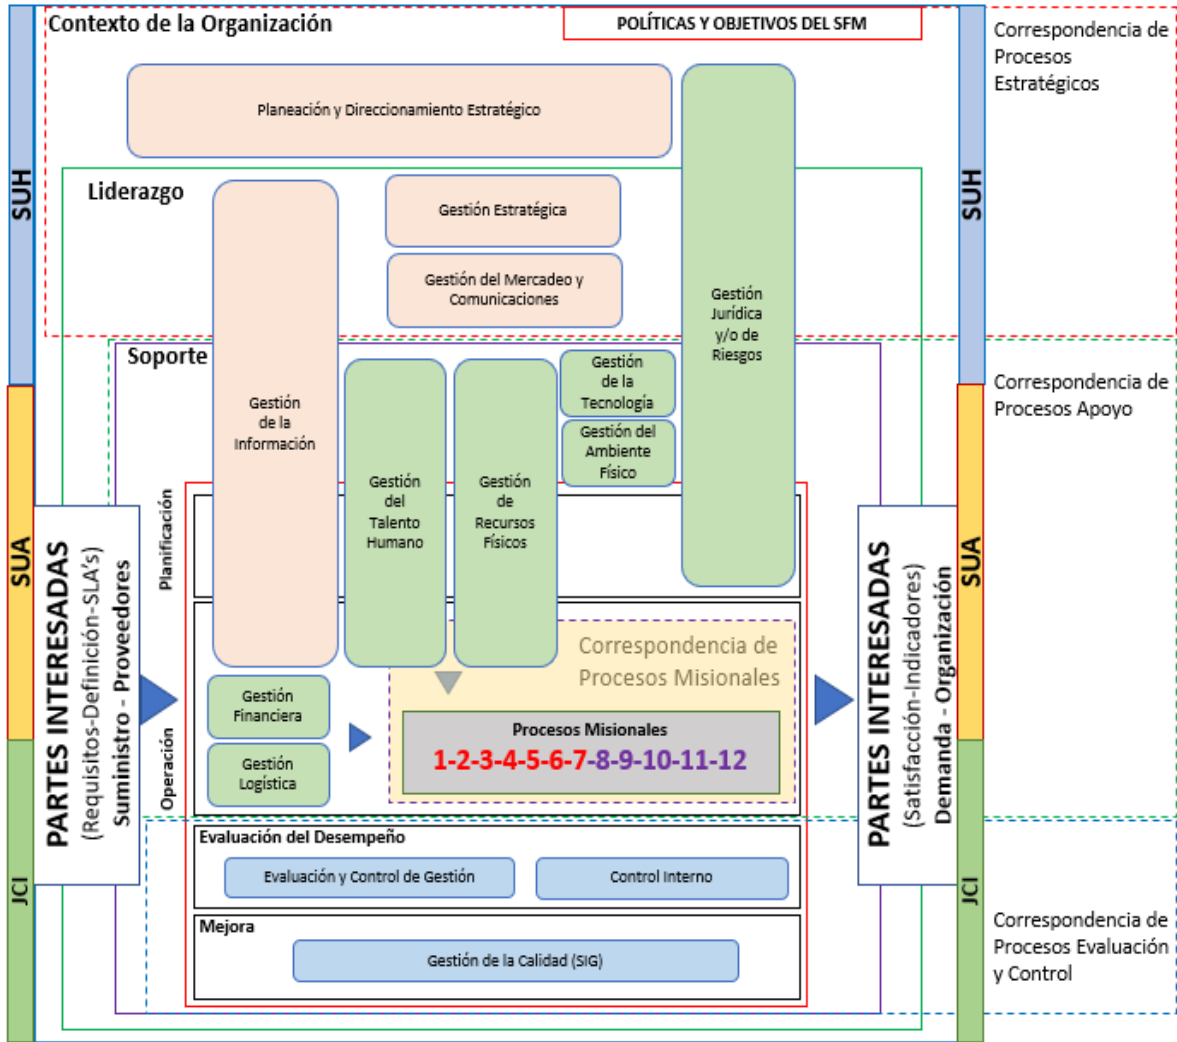 Contexto de la Organización
POLÍTICAS Y OBJETIVOS DEL SFM
Correspondencia de
Procesos
Estratégicos
Planeación y Direccionamiento Estratégico
SUH
SUH
Liderazgo
Gestión Estratégica
Gestión del Mercadeo y
Comunicaciones
Gestión
Jurídica
y/o de
Riesgos
Soporte
Gestión
de la
Tecnología
Correspondencia de
Procesos Apoyo
Gestión
de la
Información
Gestión del
Ambiente
Físico
Gestión
del
Talento
Humano
Gestión
de
Recursos
Físicos
Planificación
SUA
SUA
PARTES INTERESADAS
(Requisitos-Definición-SLA's)
Suministro - Proveedores
PARTES INTERESADAS
(Satisfacción-Indicadores)
Demanda - Organización
Correspondencia de
Procesos Misionales
Operación
Gestión
Financiera
Gestión
Logística
Procesos Misionales
1-2-3-4-5-6-7-8-9-10-11-12
JCI
JCI
Evaluación del Desempeño
Evaluación y Control de Gestión
Control Interno
Mejora
Gestión de la Calidad (SIG)
Correspondencia de
Procesos Evaluación
y Control